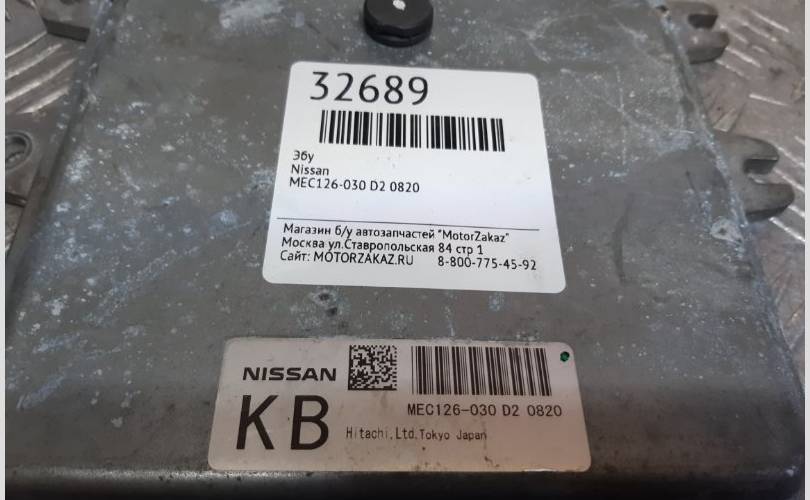 32689
Эбу
Nissan
MEC126-030 D2 0820
Магазин б/у автозапчастей "MotorZakaz"
Москва ул.Ставропольская 84 стр 1
Сайт: MOTORZAKAZ.RU 8-800-775-45-92
NISSAN
MEC126-030 D2 0820
KB
Hitachi,Ltd.Tokyo Japan